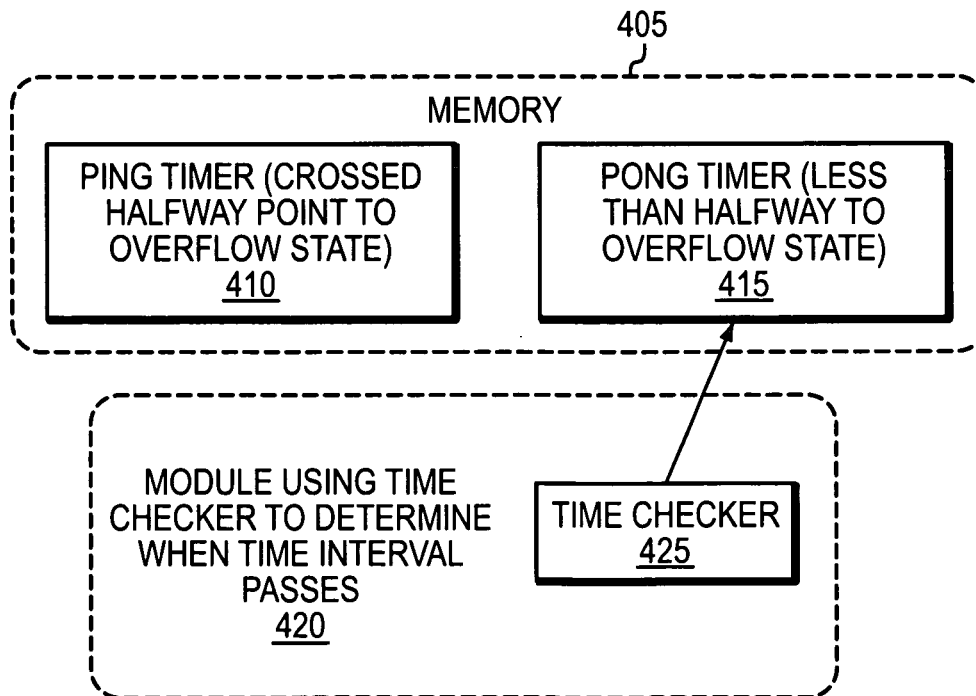 405
MEMORY
PING TIMER (CROSSED
HALFWAY POINT TO
OVERFLOW STATE)
410
PONG TIMER (LESS
THAN HALFWAY TO
OVERFLOW STATE)
415
MODULE USING TIME
CHECKER TO DETERMINE
WHEN TIME INTERVAL
PASSES
420
TIME CHECKER
425